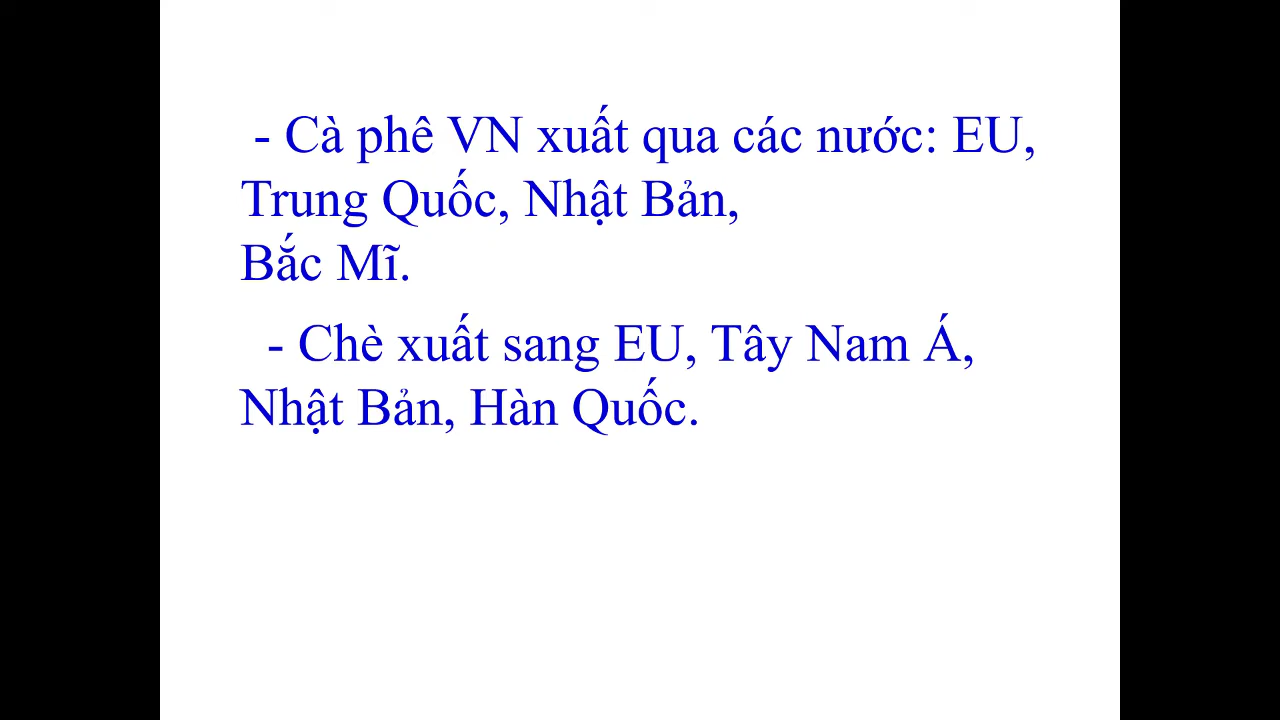 - Cà phê VN xuất qua các nước: EU,
Trung Quốc, Nhật Bản,
Bắc Mĩ.
- Chè xuất sang EU, Tây Nam Á,
Nhật Bản, Hàn Quốc.